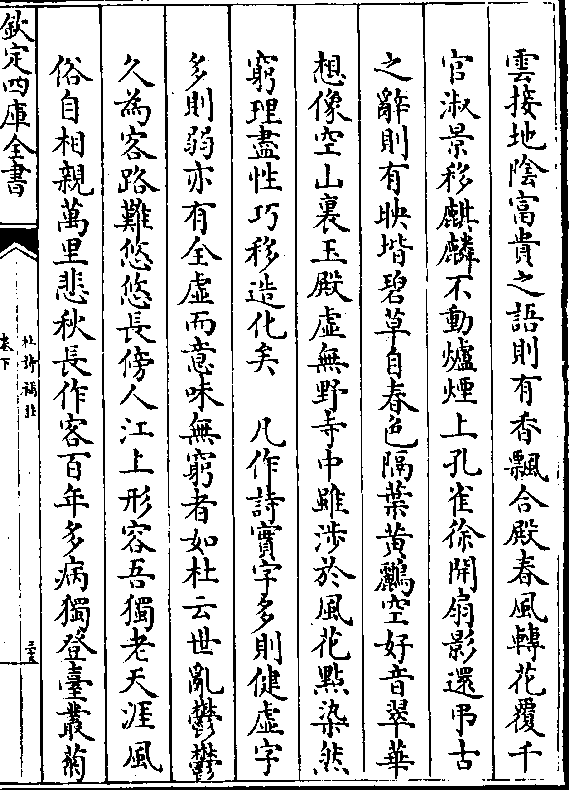 雲接地隂富貴之語則有香飄合殿春風轉花覆千
官淑景移麒麟不動爐煙上孔雀徐開扇影還弔古
之辭則有映堦碧草自春色隔葉黃鸝空好音翠華
想像空山裏玉殿虛無野寺中雖涉於風花㸃染然
窮理盡性巧移造化矣　凡作詩實字多則健虛字
多則弱亦有全虛而意味無窮者如杜云世亂鬱鬱
久為客路難悠悠長傍人江上形容吾獨老天涯風
俗自相親萬里悲秋長作客百年多病獨登臺叢菊
欽定四庫全書
杜詩攟
卷下